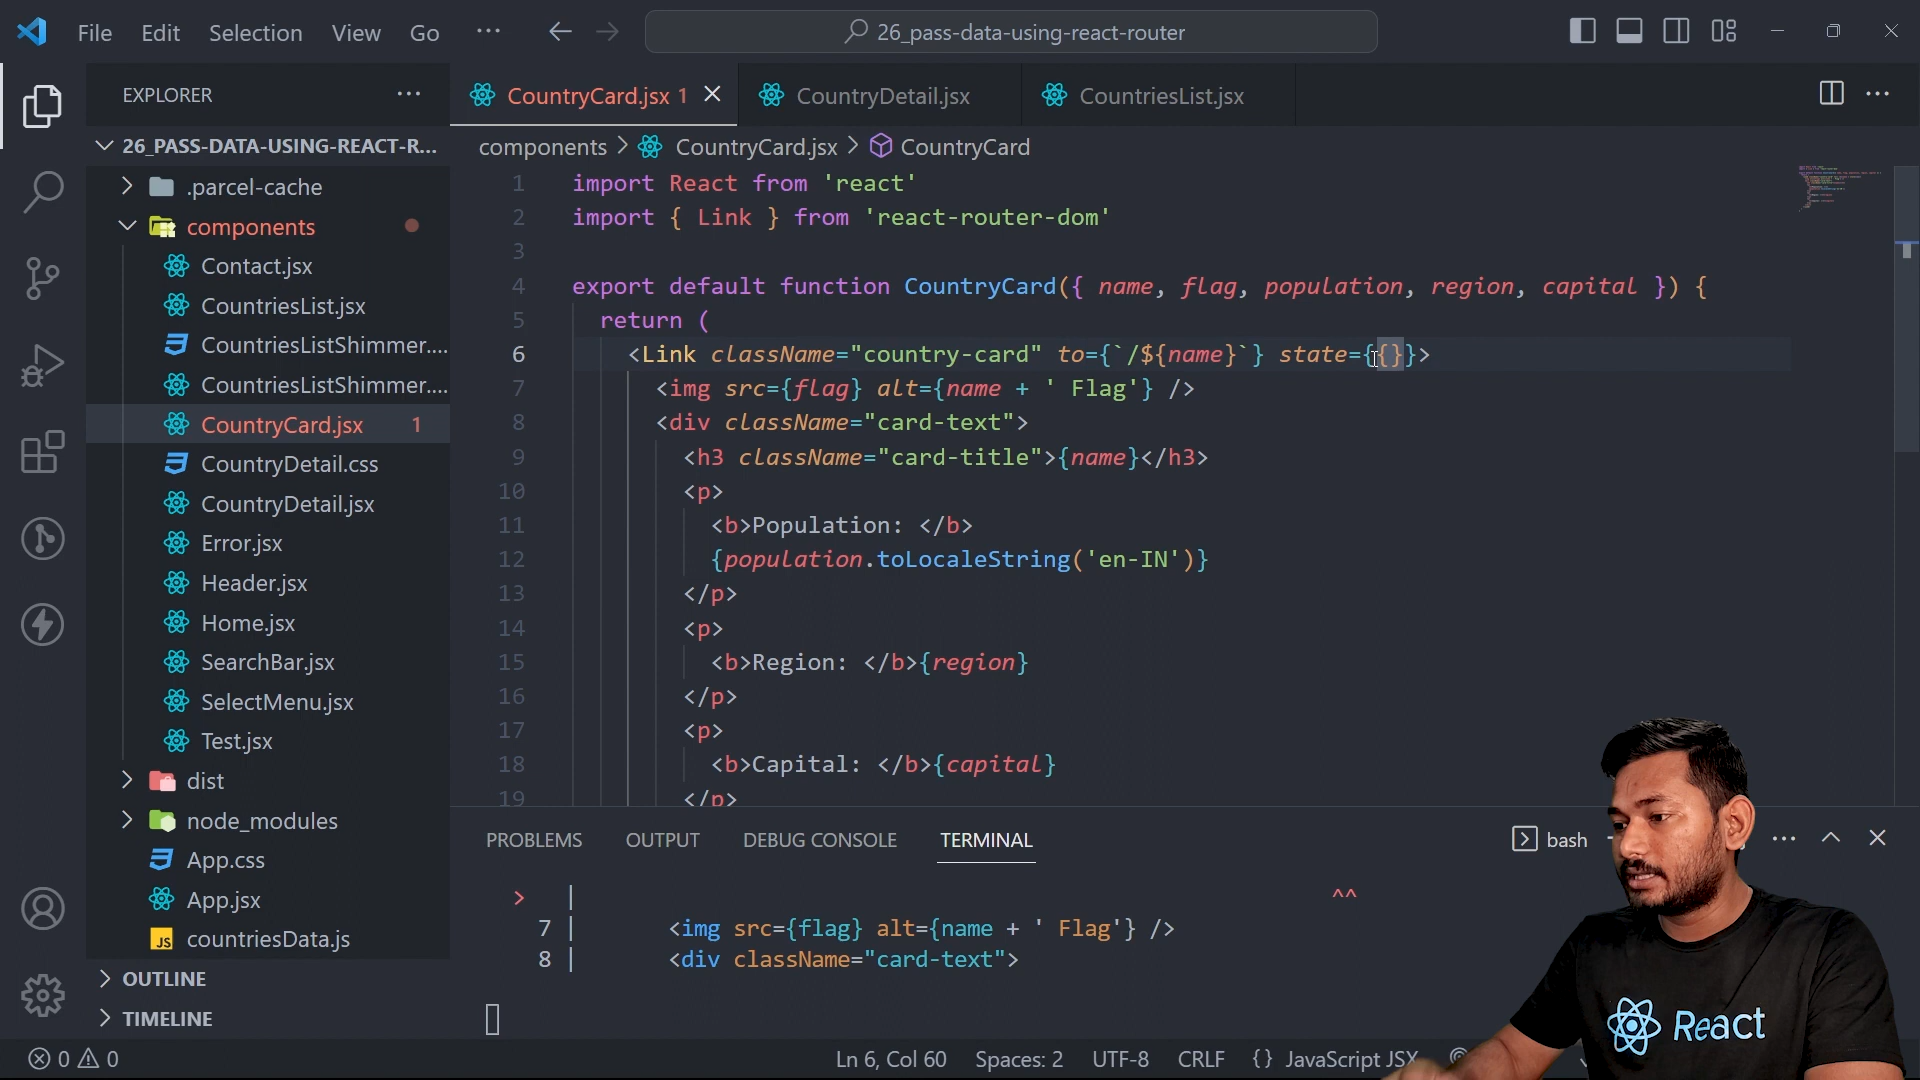 File Edit Selection View Go ···
26_pass-data-using-react-router
EXPLORER ···
CountryCard.jsx 1
CountryDetail.jsx
CountriesList.jsx
26_PASS-DATA-USING-REACT-R...
.parcel-cache
components
Contact.jsx
CountriesList.jsx
CountriesListShimmer....
CountriesListShimmer....
CountryCard.jsx 1
CountryDetail.css
CountryDetail.jsx
Error.jsx
Header.jsx
Home.jsx
SearchBar.jsx
SelectMenu.jsx
Test.jsx
dist
node_modules
App.css
App.jsx
countriesData.js
OUTLINE
TIMELINE
components > CountryCard.jsx > CountryCard
1 import React from 'react'
2 import { Link } from 'react-router-dom'
3
4 export default function CountryCard({ name, flag, population, region, capital }) {
5 return (
6 <Link className="country-card" to={`/${name}`} state={{}}>
7 <img src={flag} alt={name + ' Flag'} />
8 <div className="card-text">
9 <h3 className="card-title">{name}</h3>
10 <p>
11 <b>Population: </b>
12 {population.toLocaleString('en-IN')}
13 </p>
14 <p>
15 <b>Region: </b>{region}
16 </p>
17 <p>
18 <b>Capital: </b>{capital}
19 </p>
PROBLEMS OUTPUT DEBUG CONSOLE TERMINAL
bash
> | ^^
7 | <img src={flag} alt={name + ' Flag'} />
8 | <div className="card-text">
0 0
Ln 6, Col 60 Spaces: 2 UTF-8 CRLF {} JavaScript JSX
React